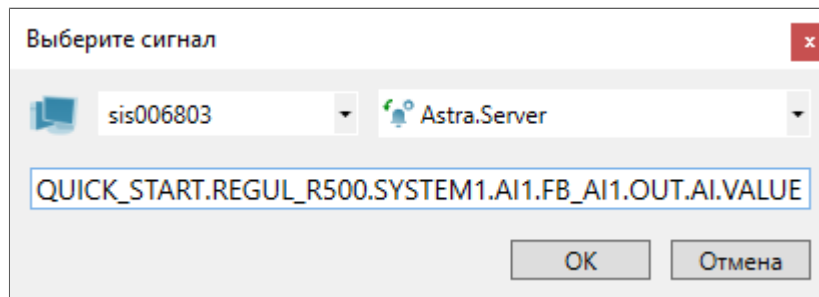 Выберите сигнал
x
sis006803 Astra.Server
QUICK_START.REGUL_R500.SYSTEM1.AI1.FB_AI1.OUT.AI.VALUE
OK Отмена